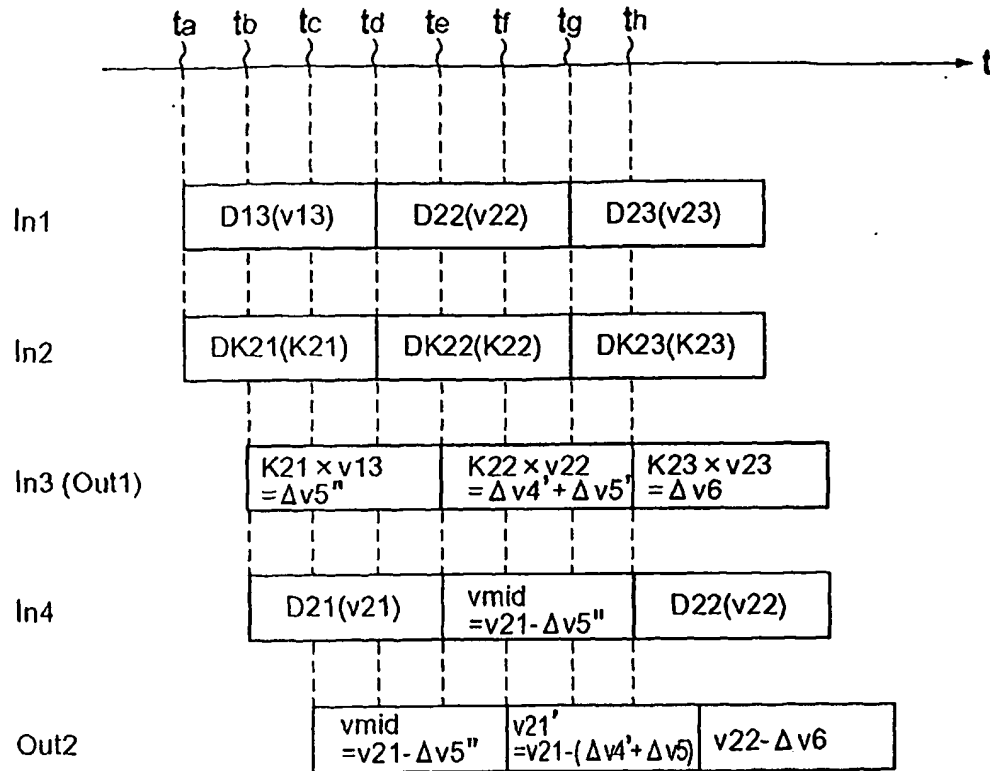 ta tb tc td te tf tg th
t
In1 D13(v13) D22(v22) D23(v23)
In2 DK21(K21) DK22(K22) DK23(K23)
In3 (Out1)
K21×v13
=Δv5"
K22×v22
=Δv4'+Δv5'
K23×v23
=Δv6
In4 D21(v21)
vmid
=v21-Δv5"
D22(v22)
Out2
vmid
=v21-Δv5"
v21'
=v21-(Δv4'+Δv5)
v22-Δv6